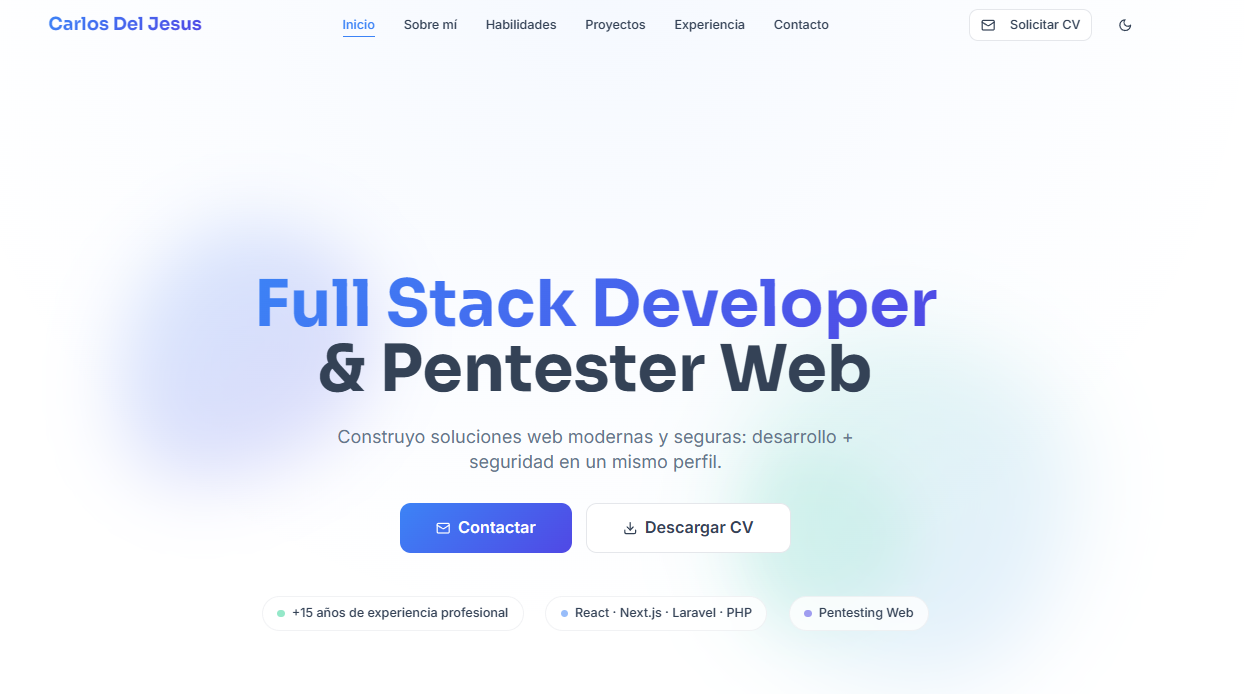 Carlos Del Jesus
Inicio
Sobre mí
Habilidades
Proyectos
Experiencia
Contacto
Solicitar CV
Full Stack Developer
& Pentester Web
Construyo soluciones web modernas y seguras: desarrollo +
seguridad en un mismo perfil.
Contactar
Descargar CV
+15 años de experiencia profesional
React · Next.js · Laravel · PHP
Pentesting Web